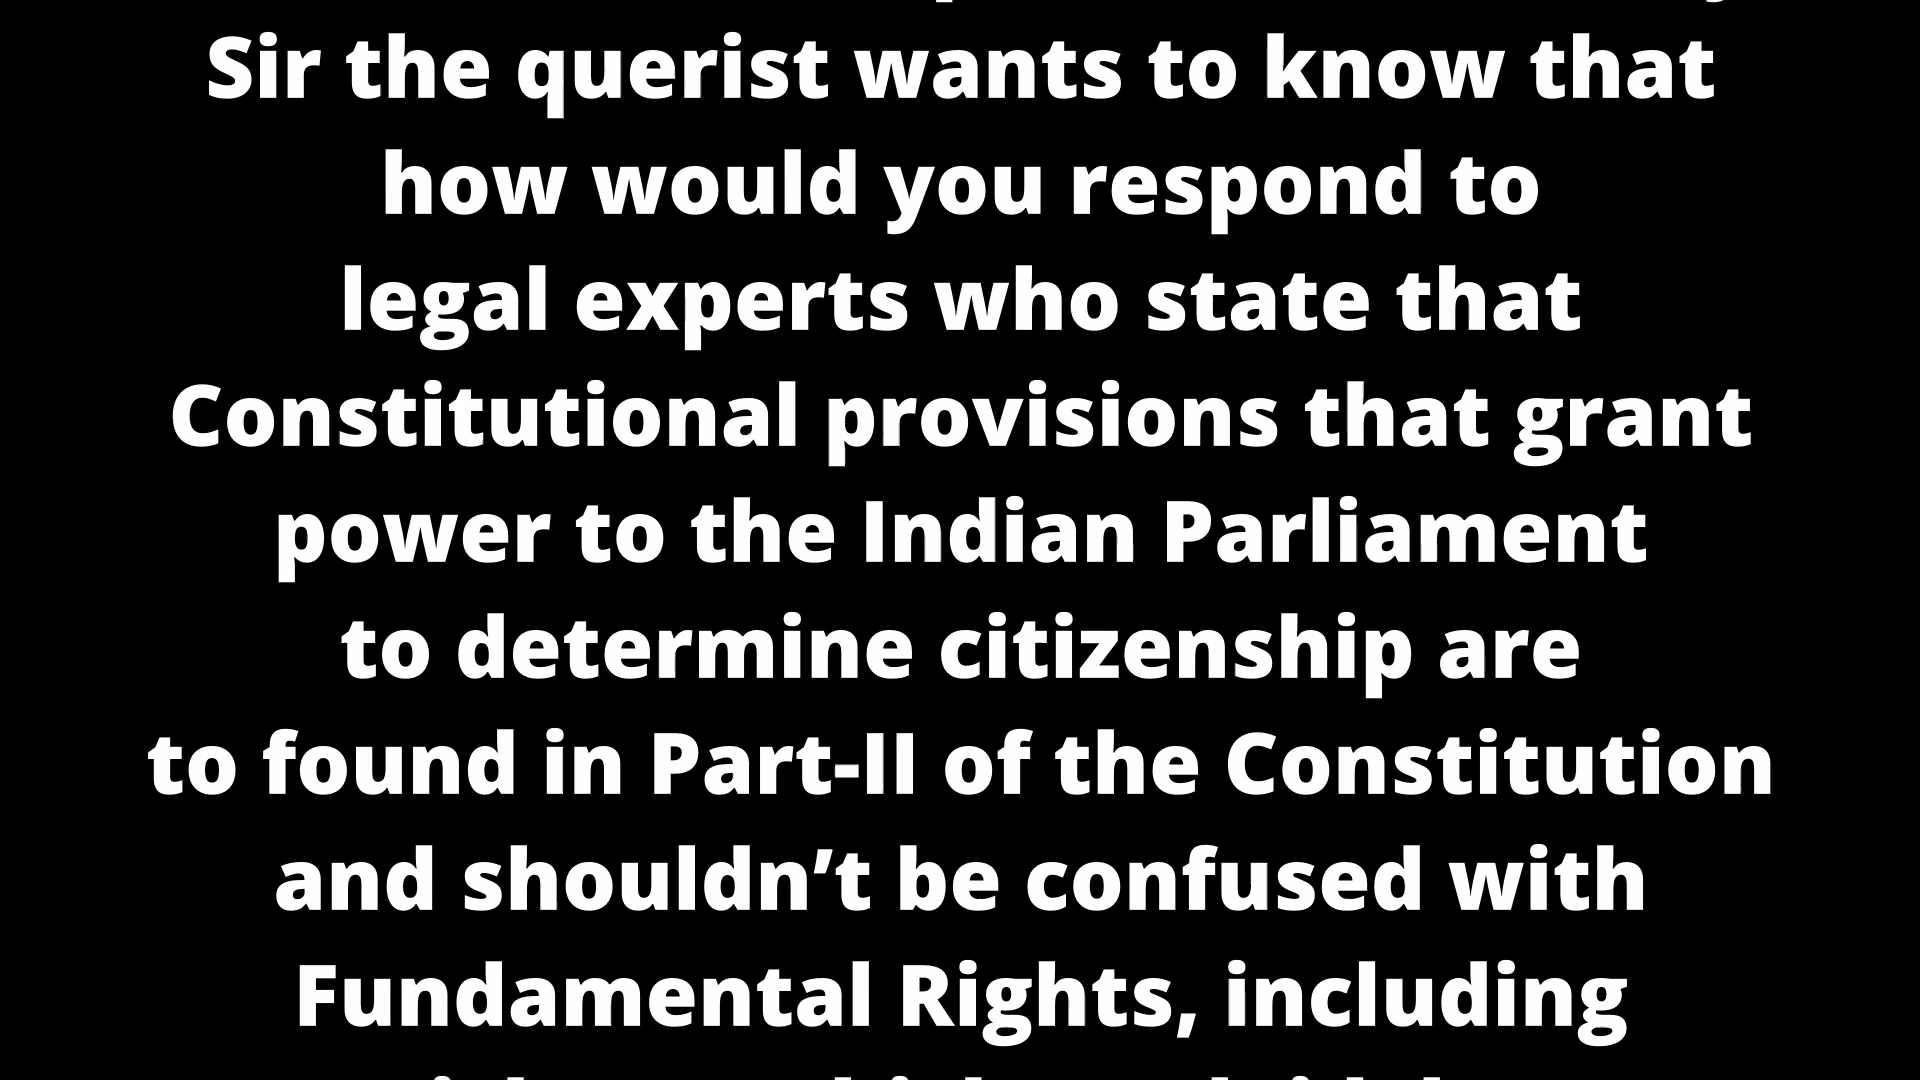 Sir the querist wants to know that
how would you respond to
legal experts who state that
Constitutional provisions that grant
power to the Indian Parliament
to determine citizenship are
to found in Part-II of the Constitution
and shouldn’t be confused with
Fundamental Rights, including